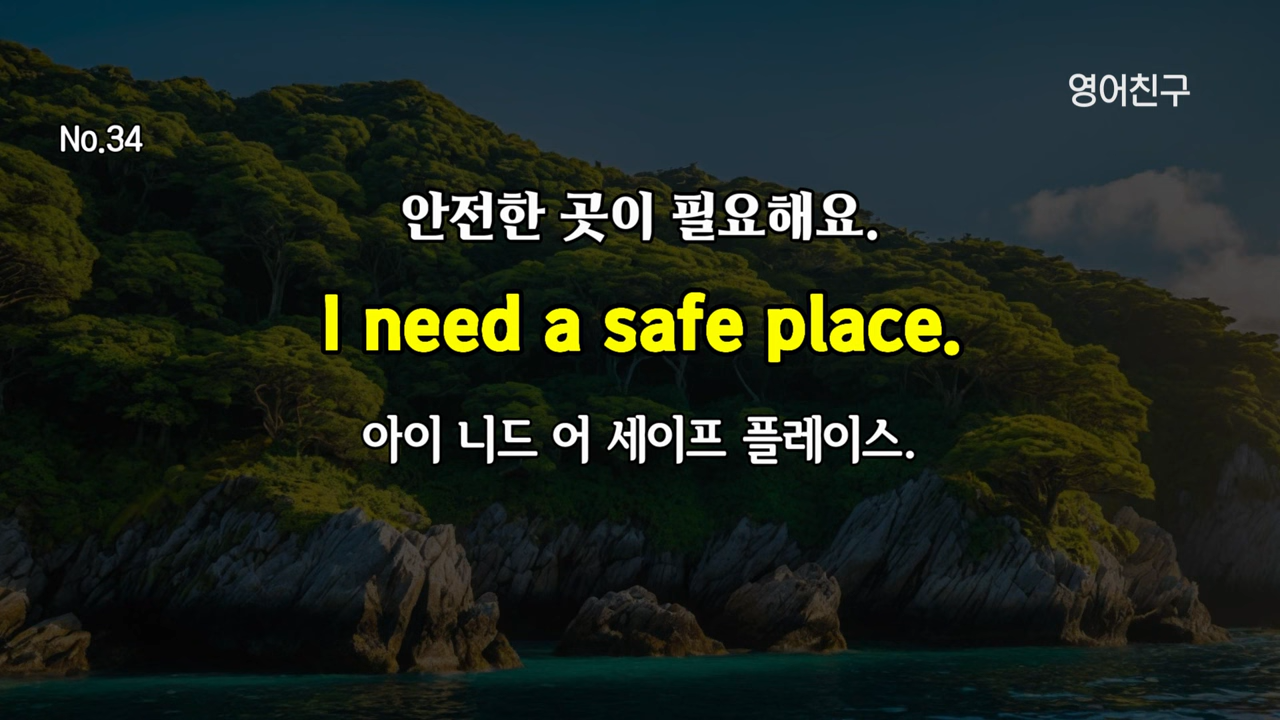 영어친구
No.34
안전한 곳이 필요해요.
I need a safe place.
아이 니드 어 세이프 플레이스.